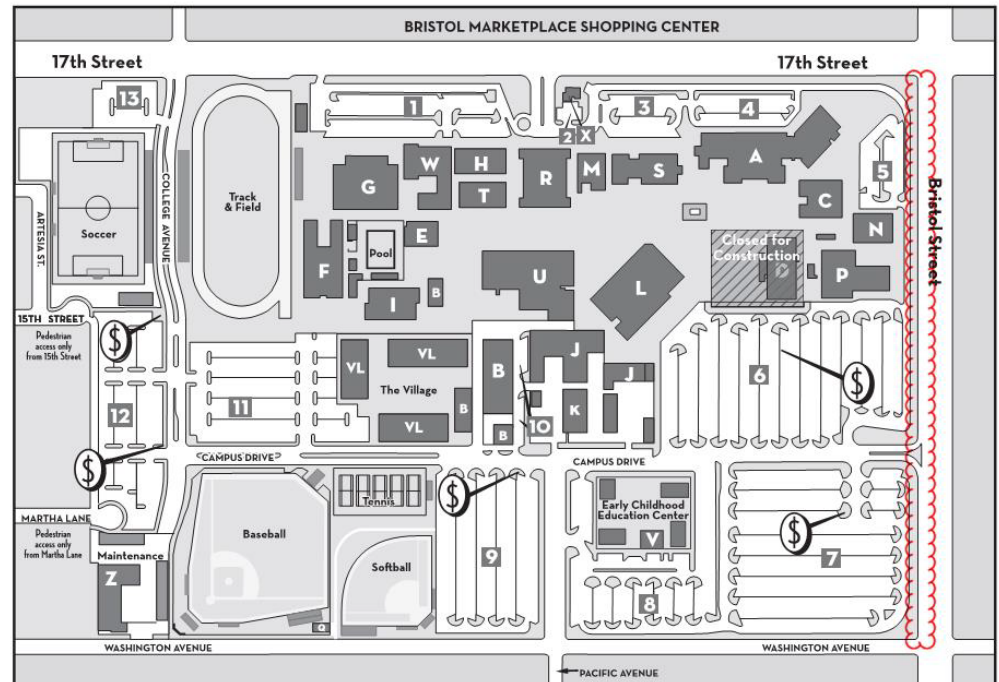 BRISTOL MARKETPLACE SHOPPING CENTER
17th Street
17th Street
13
1
2
X
3
4
5
W
H
G
T
R
M
S
A
C
N
P
D
Closed for
Construction
Bristol Street
COLLEGE AVENUE
ARTESIA ST.
Soccer
Track
& Field
F
Pool
E
B
I
U
L
15TH STREET
Pedestrian
access only
from 15th Street
$
12
$
11
VL
VL
The Village
VL
B
B
B
10
J
J
K
6
$
CAMPUS DRIVE
CAMPUS DRIVE
MARTHA LANE
Pedestrian
access only
from Martha Lane
Maintenance
Z
Baseball
Tennis
Softball
Q
$
9
Early Childhood
Education Center
V
8
$
7
WASHINGTON AVENUE
WASHINGTON AVENUE
PACIFIC AVENUE